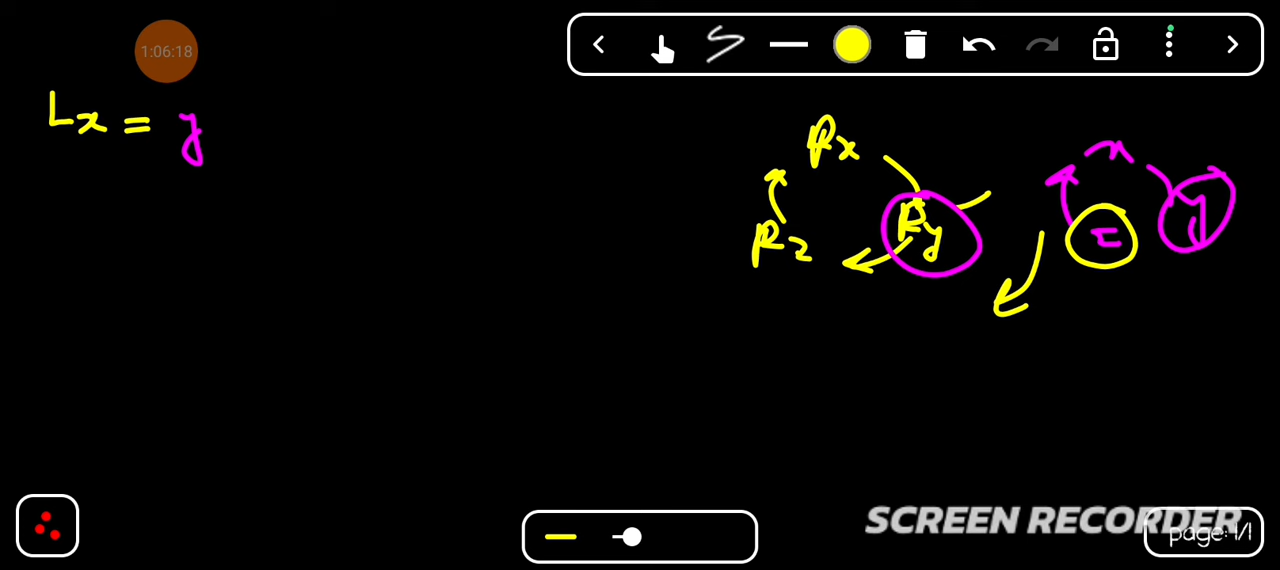 1:06:18
Lx = y
Px
x
Pz
Py
z
y
SCREEN RECORDER
page:1/1